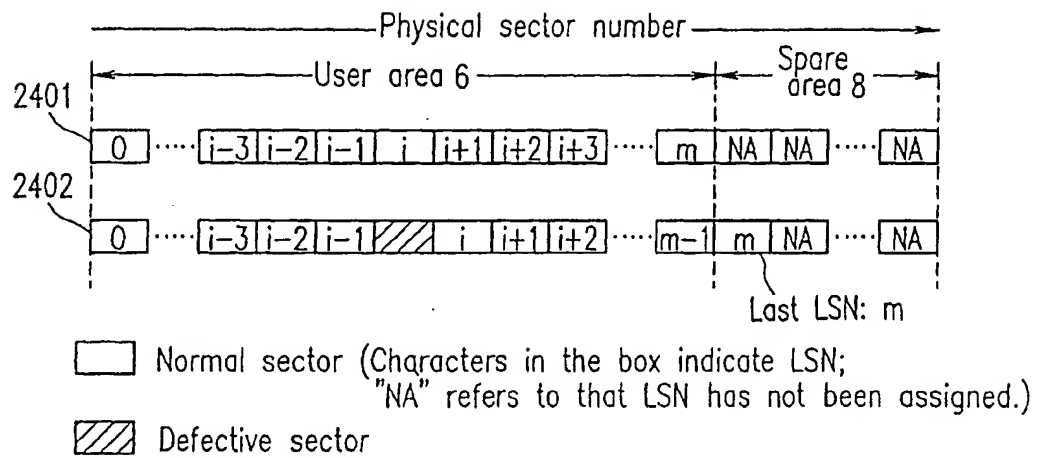 Physical sector number
User area 6
Spare area 8
2401
0 ····· i-3 i-2 i-1 i i+1 i+2 i+3 ····· m NA NA ····· NA
2402
0 ····· i-3 i-2 i-1 i i+1 i+2 ····· m-1 m NA ····· NA
Last LSN: m
Normal sector (Characters in the box indicate LSN;
"NA" refers to that LSN has not been assigned.)
Defective sector